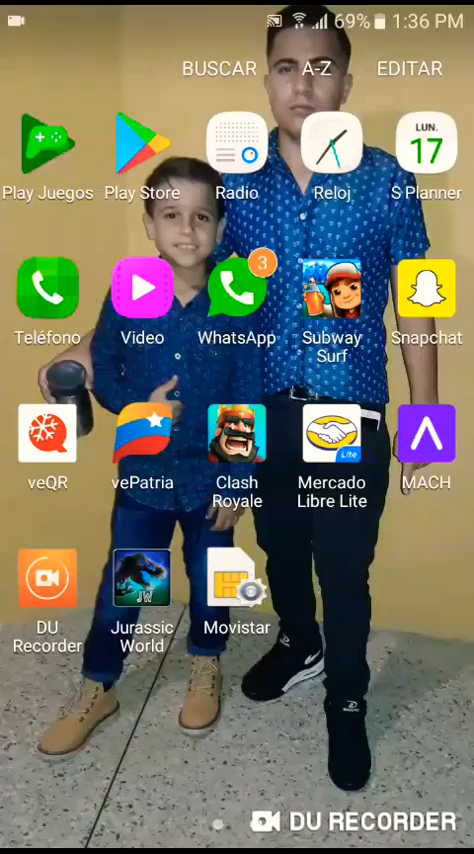 69% 1:36 PM
BUSCAR A-Z EDITAR
LUN.
17
Play Juegos Play Store Radio Reloj S Planner
3
Teléfono Video WhatsApp Subway Surf Snapchat
Lite
veQR vePatria Clash Royale Mercado Libre Lite MACH
JW
DU Recorder Jurassic World Movistar
DU RECORDER